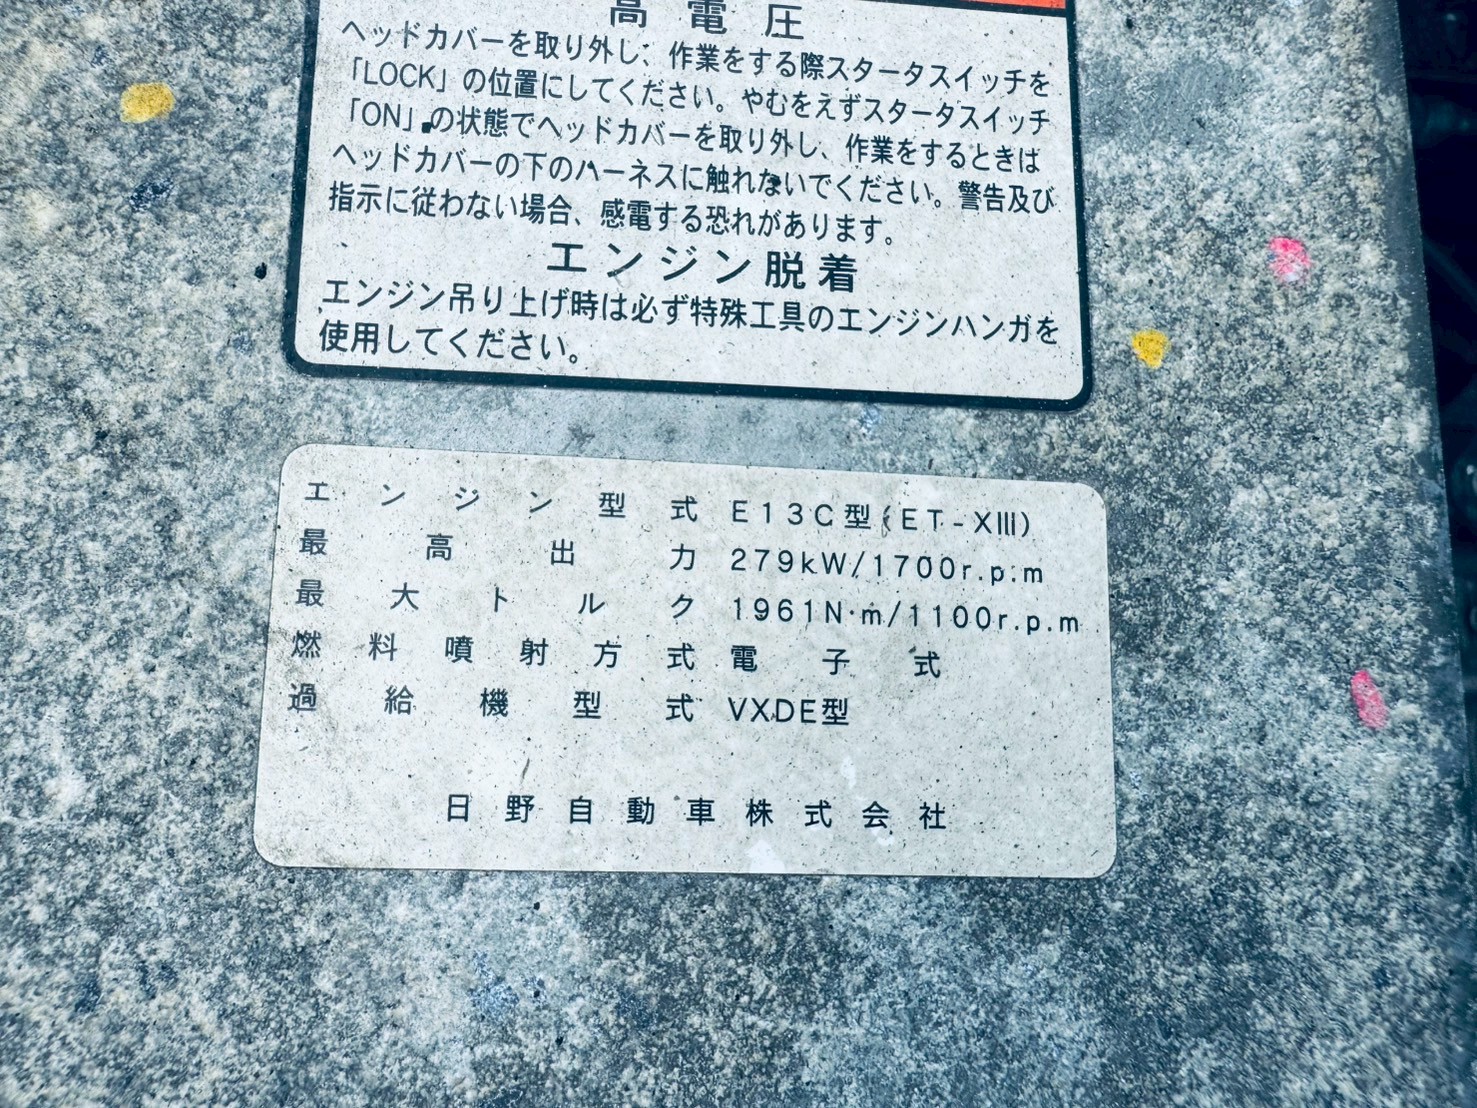 高電圧
ヘッドカバーを取り外し、作業をする際スタータスイッチを
「LOCK」の位置にしてください。やむをえずスタータスイッチ
「ON」の状態でヘッドカバーを取り外し、作業をするときは
ヘッドカバーの下のハーネスに触れないでください。警告及び
指示に従わない場合、感電する恐れがあります。
エンジン脱着
エンジン吊り上げ時は必ず特殊工具のエンジンハンガを
使用してください。
エンジン型式 E13C型(ET-XIII)
最高出力 279kW/1700r.p.m
最大トルク 1961N·m/1100r.p.m
燃料噴射方式 電子式
過給機型式 VXDE型
日野自動車株式会社